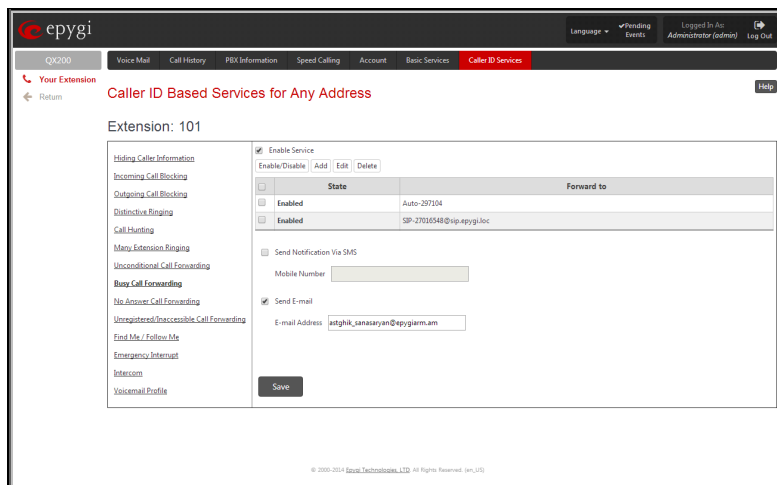 epygi
Language
Pending Events
Logged In As:
Administrator (admin)
Log Out
QX200
Voice Mail Call History PBX Information Speed Calling Account Basic Services Caller ID Services
Your Extension
Return
Caller ID Based Services for Any Address
Help
Extension: 101
Hiding Caller Information
Incoming Call Blocking
Outgoing Call Blocking
Distinctive Ringing
Call Hunting
Many Extension Ringing
Unconditional Call Forwarding
Busy Call Forwarding
No Answer Call Forwarding
Unregistered/Inaccessible Call Forwarding
Find Me / Follow Me
Emergency Interrupt
Intercom
Voicemail Profile
Enable Service
Enable/Disable Add Edit Delete
State Forward to
Enabled Auto-297104
Enabled SIP-27016548@sip.epygi.loc
Send Notification Via SMS
Mobile Number
Send E-mail
E-mail Address astghik_sanasaryan@epygiarm.am
Save
© 2000-2014 Epygi Technologies, LTD. All Rights Reserved. (en_US)